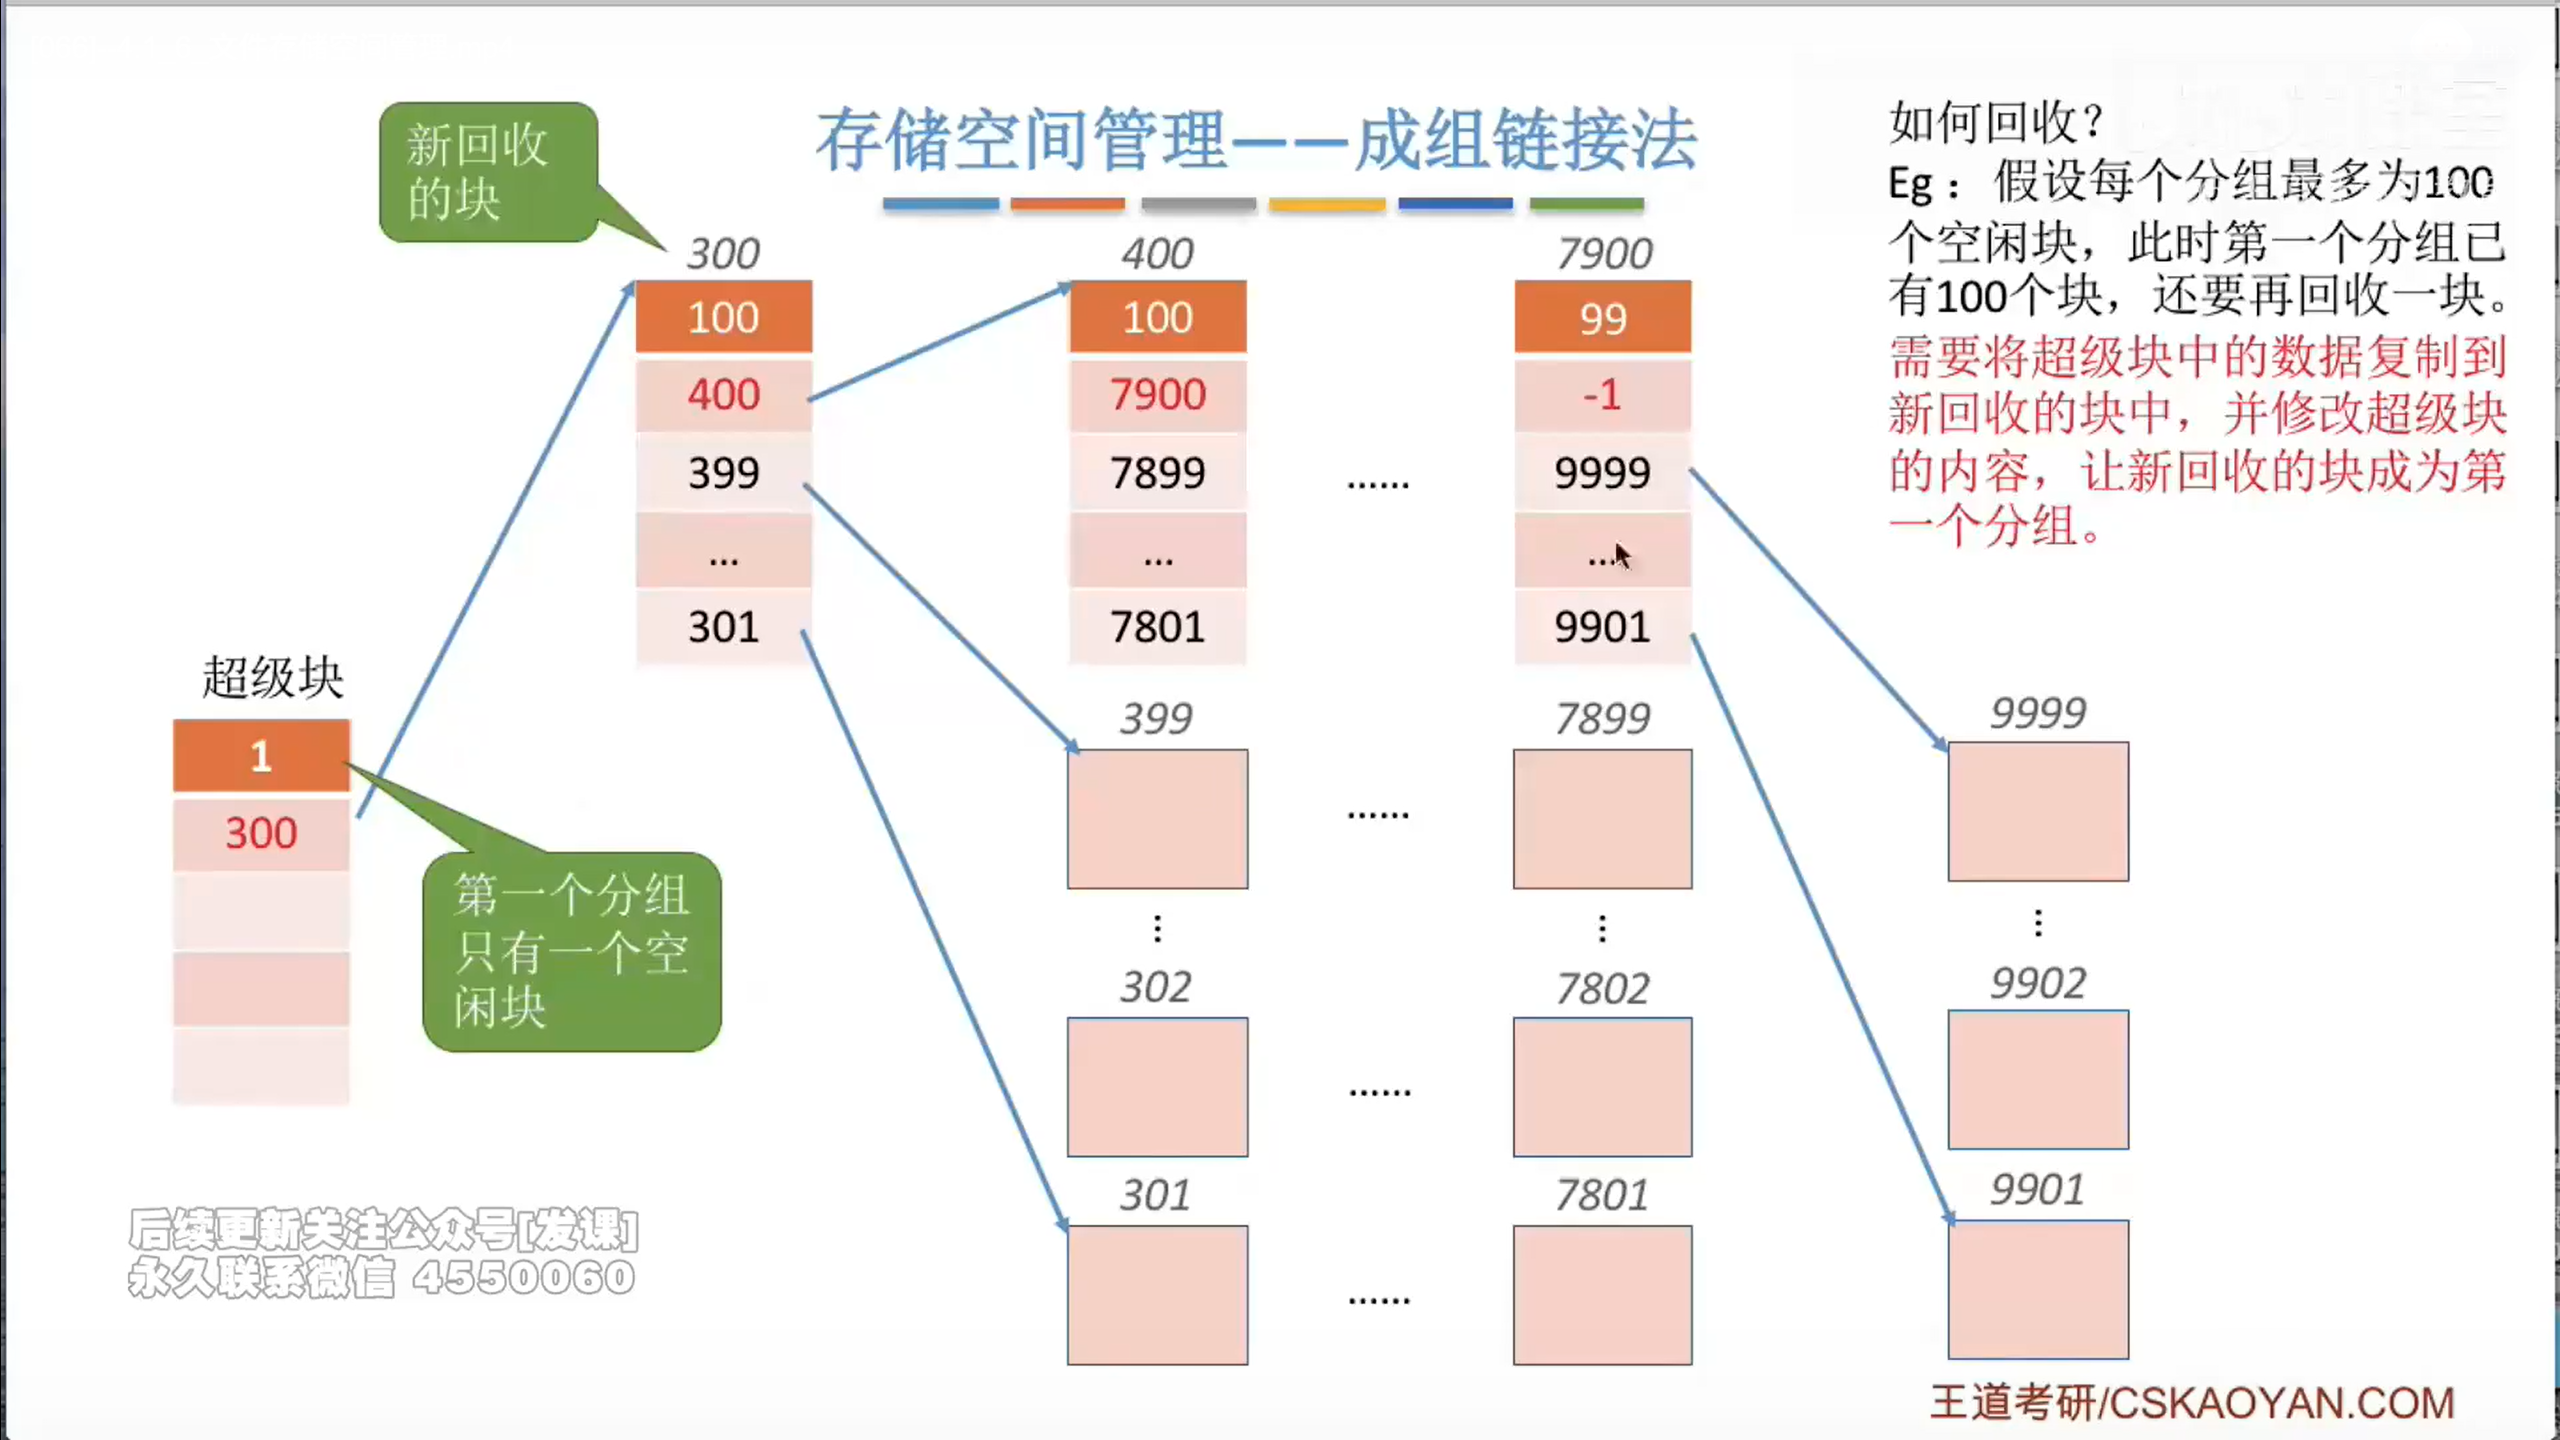 新回收
的块
存储空间管理——成组链接法
如何回收？
Eg：假设每个分组最多为100
个空闲块，此时第一个分组已
有100个块，还要再回收一块。
需要将超级块中的数据复制到
新回收的块中，并修改超级块
的内容，让新回收的块成为第
一个分组。
300
400
7900
100
100
99
400
7900
-1
399
7899
......
9999
...
...
...
301
7801
9901
超级块
1
300
第一个分组
只有一个空
闲块
399
7899
9999
......
⋮
⋮
⋮
302
7802
9902
......
301
7801
9901
......
后续更新关注公众号[发课]
永久联系微信 4550060
王道考研/CSKAOYAN.COM